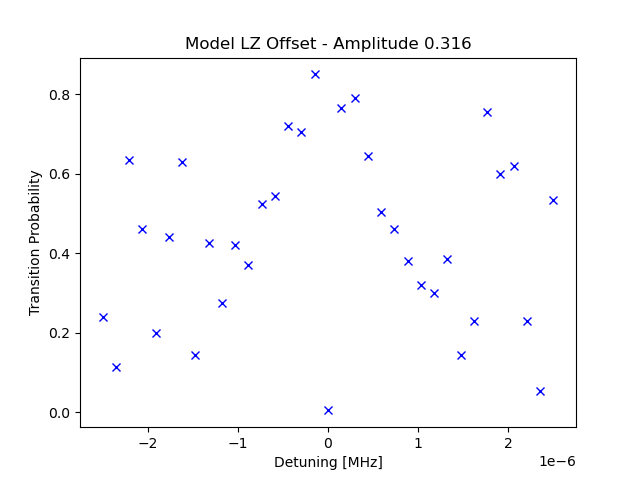 Model LZ Offset - Amplitude 0.316
Transition Probability
0.8
0.6
0.4
0.2
0.0
−2
−1
0
1
2
1e−6
Detuning [MHz]